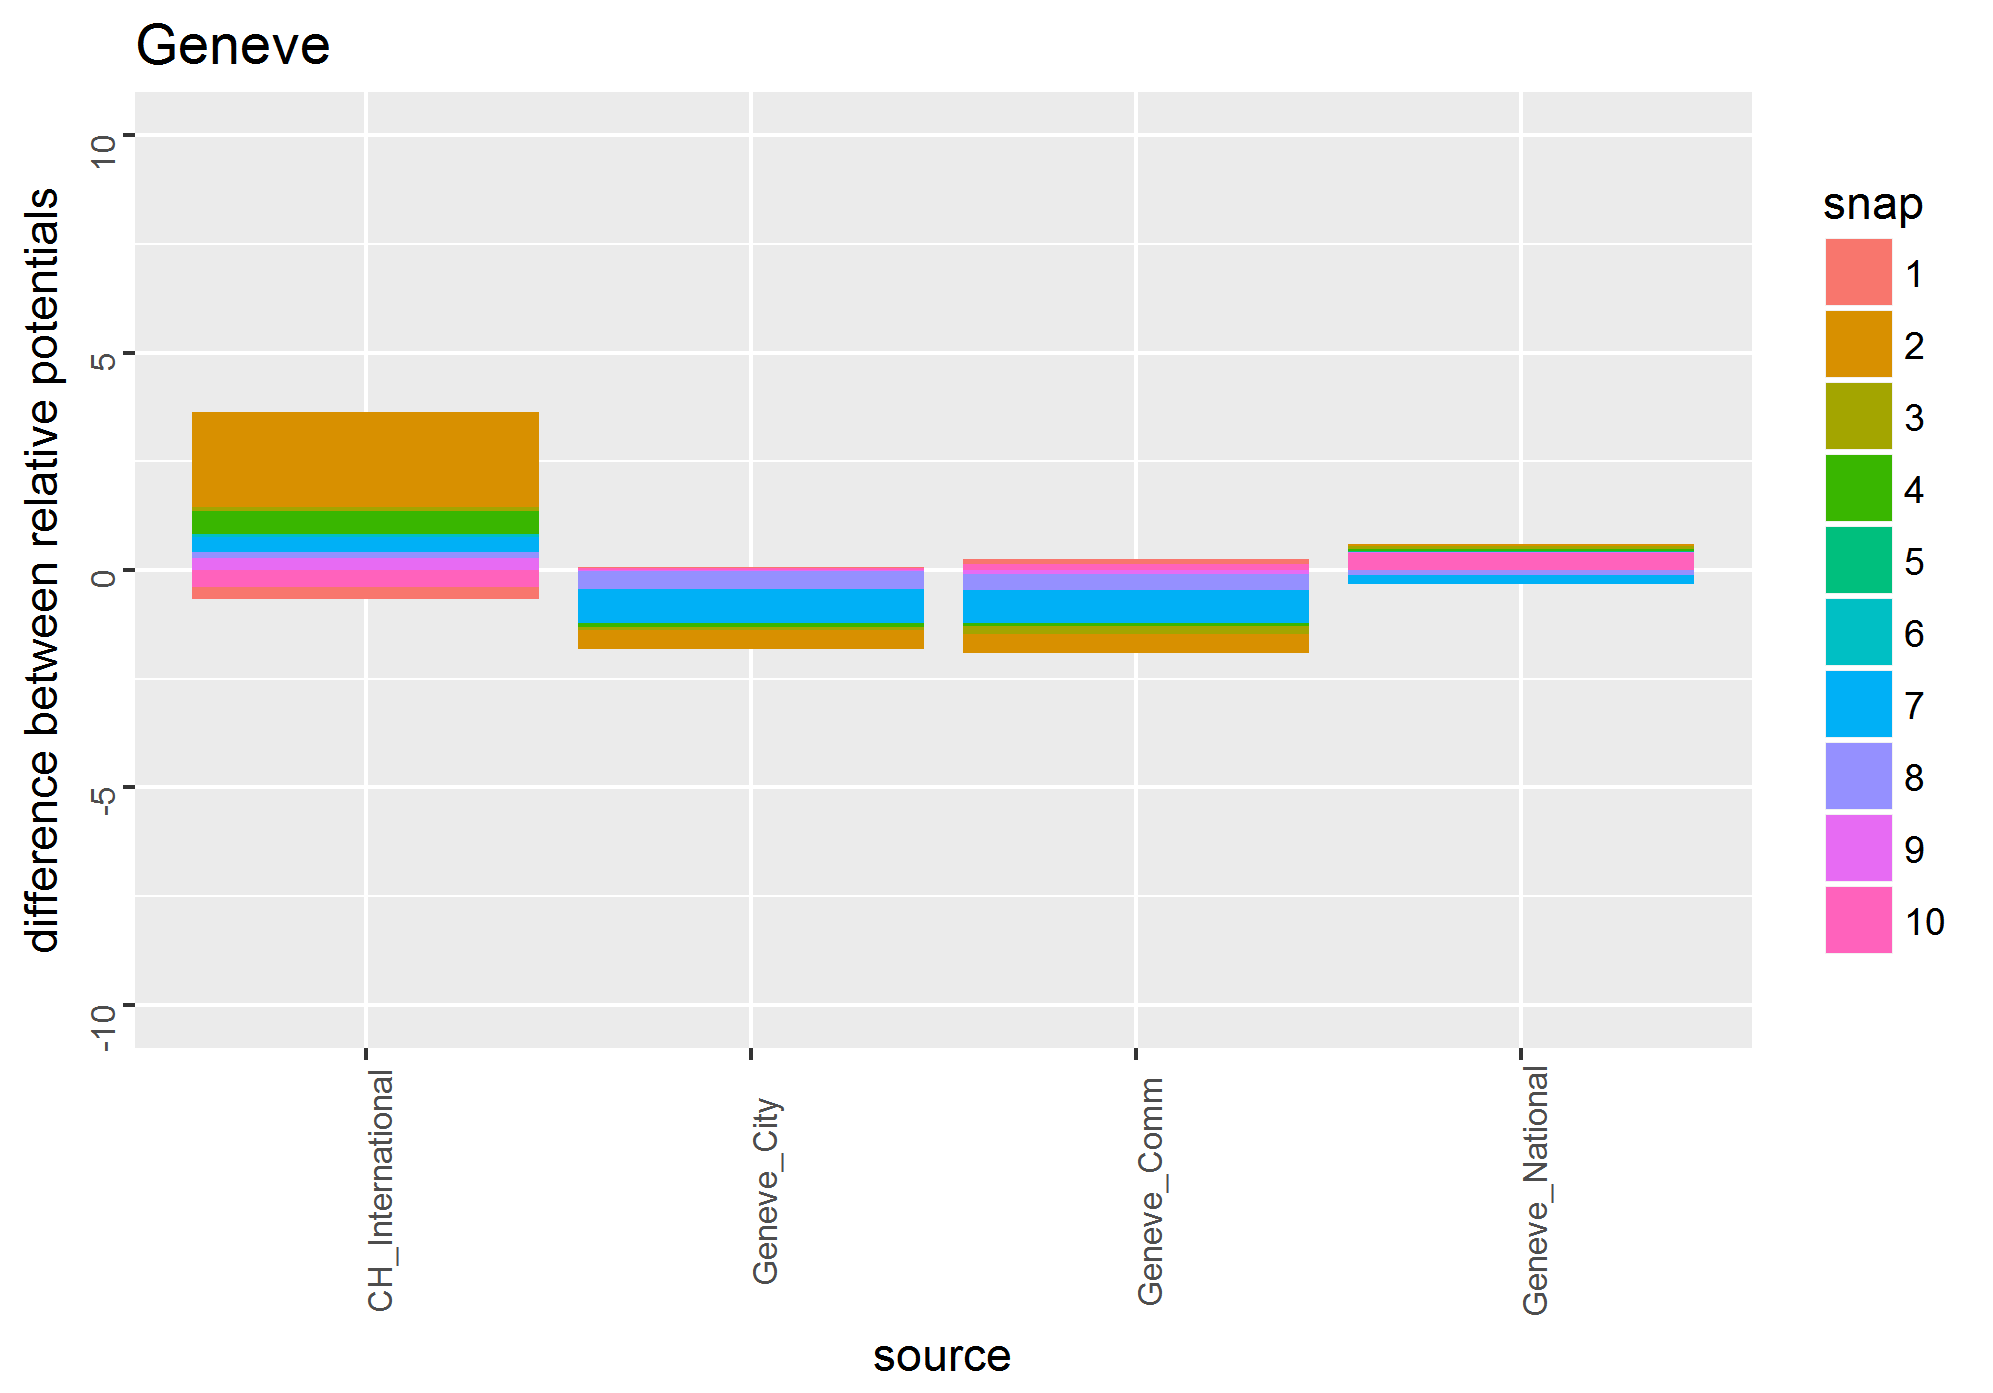 Geneve
difference between relative potentials
10
5
0
-5
-10
CH_International
Geneve_City
Geneve_Comm
Geneve_National
source
snap
1
2
3
4
5
6
7
8
9
10